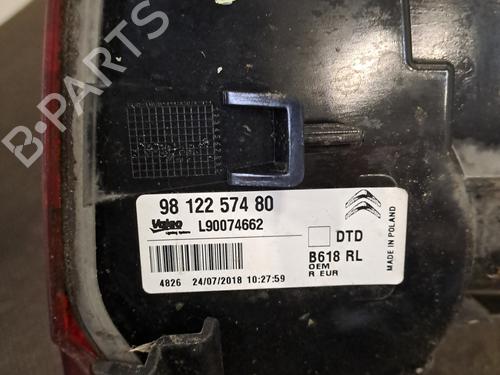 B-PARTS
98 122 574 80
Valeo
L90074662
DTD
B618 RL
OEM
R EUR
4826 24/07/2018 10:27:59
MADE IN POLAND